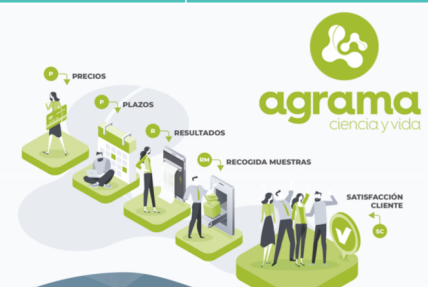 P
PRECIOS
P
PLAZOS
R
RESULTADOS
RM
RECOGIDA MUESTRAS
agrama
ciencia y vida
SATISFACCIÓN
CLIENTE
SC